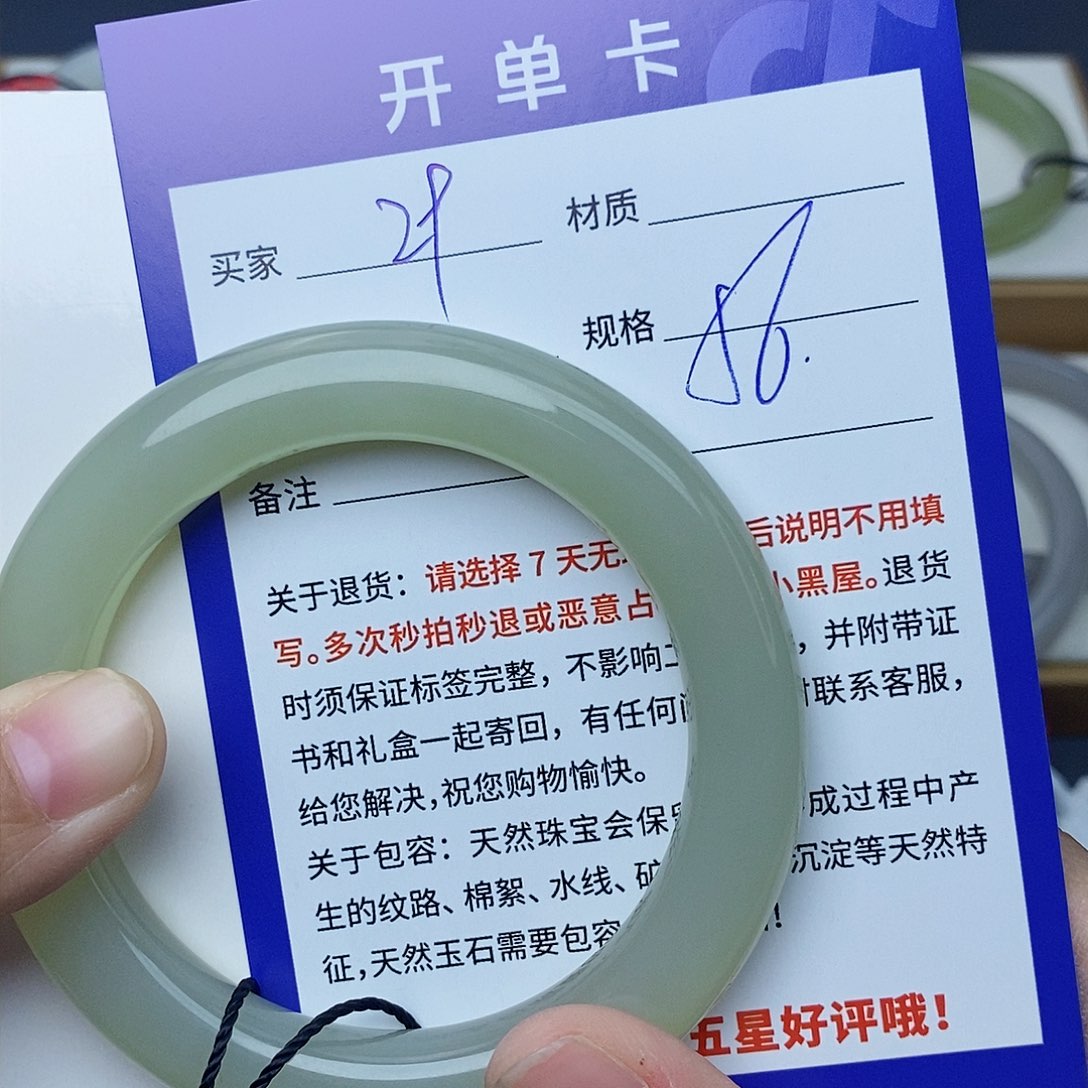 开单卡
买家 材质
规格 56.
备注
关于退货：请选择7天无 后说明不用填
写。多次秒拍秒退或恶意占 小黑屋。退货
时须保证标签完整，不影响二 ，并附带证
书和礼盒一起寄回，有任何 时联系客服，
给您解决，祝您购物愉快。
关于包容：天然珠宝会保 成过程中产
生的纹路、棉絮、水线、矿 沉淀等天然特
征，天然玉石需要包容 ！
五星好评哦！